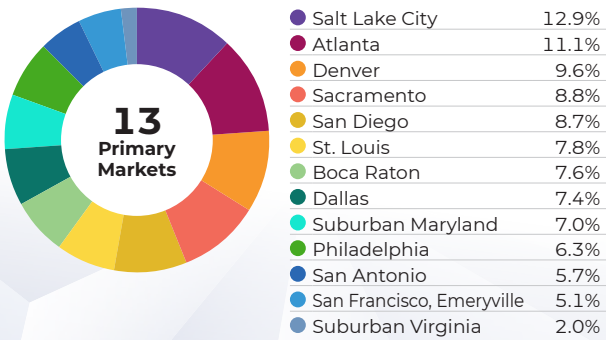 13
Primary
Markets
Salt Lake City 12.9%
Atlanta 11.1%
Denver 9.6%
Sacramento 8.8%
San Diego 8.7%
St. Louis 7.8%
Boca Raton 7.6%
Dallas 7.4%
Suburban Maryland 7.0%
Philadelphia 6.3%
San Antonio 5.7%
San Francisco, Emeryville 5.1%
Suburban Virginia 2.0%